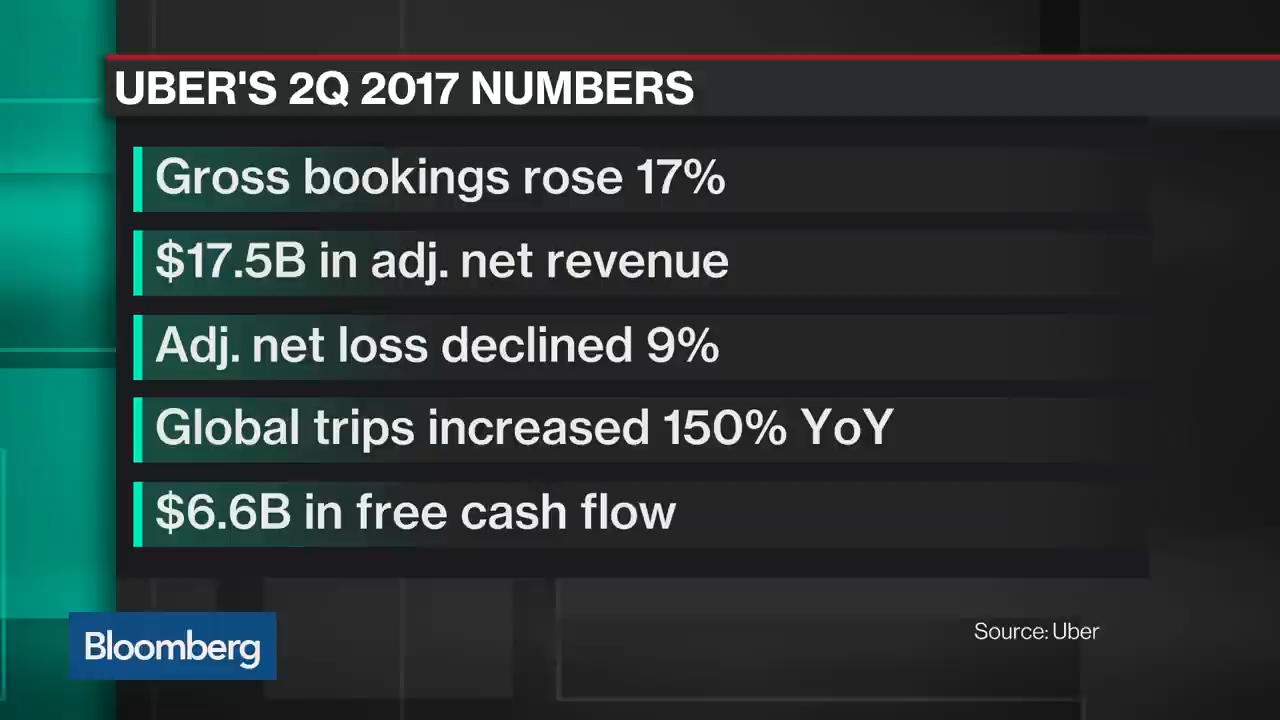 UBER'S 2Q 2017 NUMBERS
Gross bookings rose 17%
$17.5B in adj. net revenue
Adj. net loss declined 9%
Global trips increased 150% YoY
$6.6B in free cash flow
Source: Uber
Bloomberg